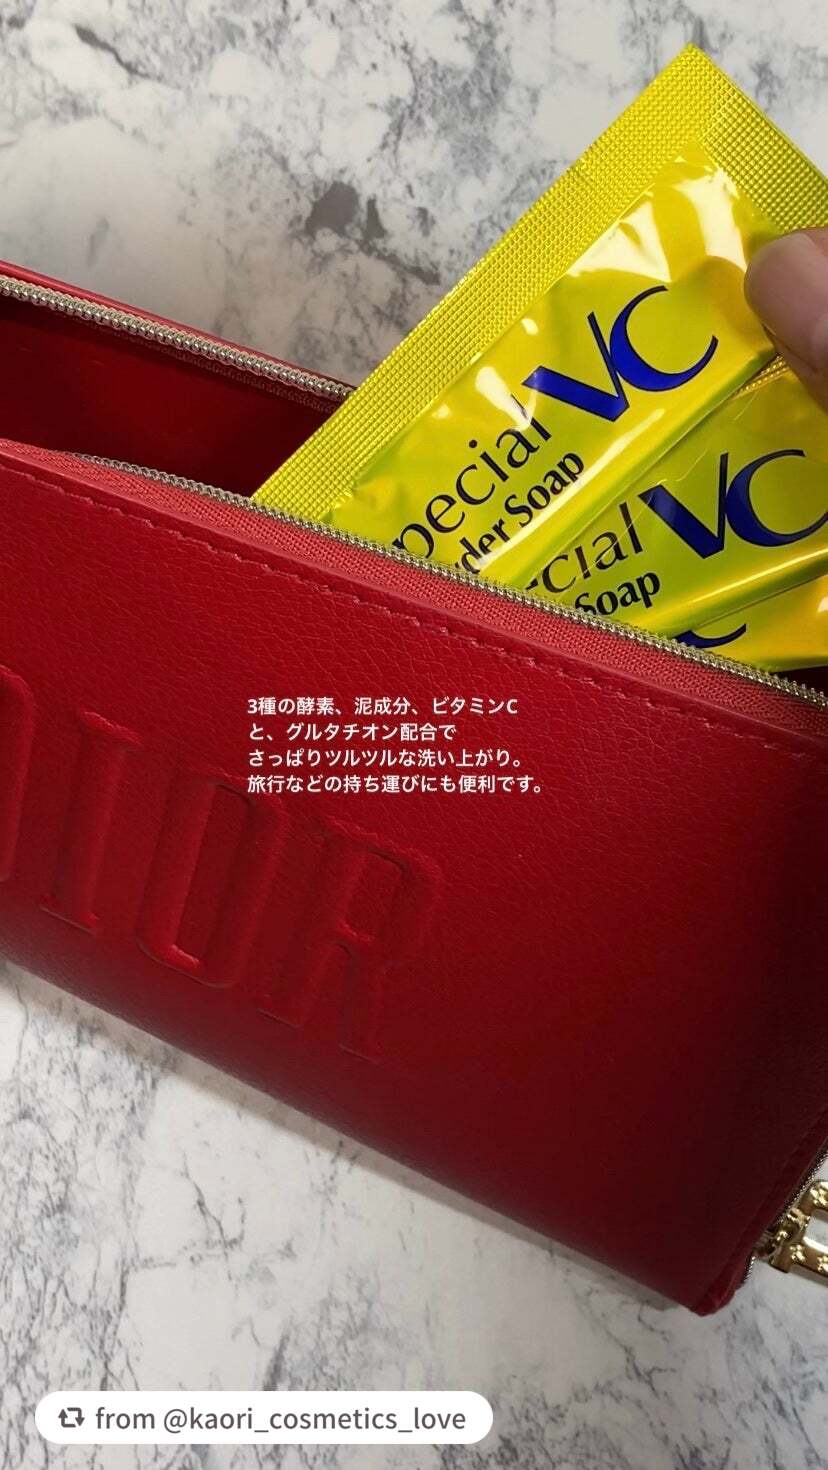 VC
pecial
der Soap
VC
cial
Soap
3種の酵素、泥成分、ビタミンC
と、グルタチオン配合で
さっぱりツルツルな洗い上がり。
旅行などの持ち運びにも便利です。
DIOR
from @kaori_cosmetics_love